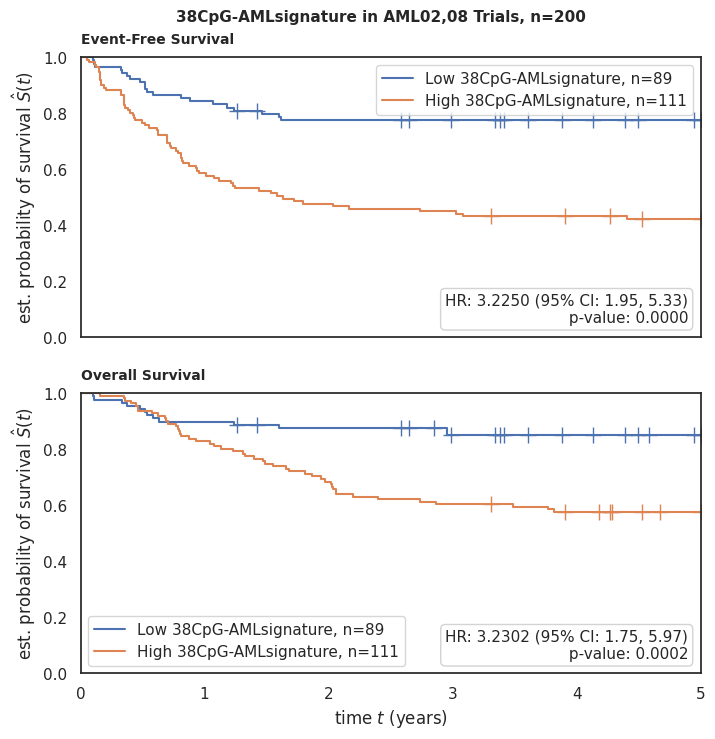 38CpG-AMLsignature in AML02,08 Trials, n=200
Event-Free Survival
est. probability of survival Ŝ(t)
1.0
0.8
0.6
0.4
0.2
0.0
Low 38CpG-AMLsignature, n=89
High 38CpG-AMLsignature, n=111
HR: 3.2250 (95% CI: 1.95, 5.33)
p-value: 0.0000
Overall Survival
est. probability of survival Ŝ(t)
1.0
0.8
0.6
0.4
0.2
0.0
Low 38CpG-AMLsignature, n=89
High 38CpG-AMLsignature, n=111
HR: 3.2302 (95% CI: 1.75, 5.97)
p-value: 0.0002
0 1 2 3 4 5
time t (years)